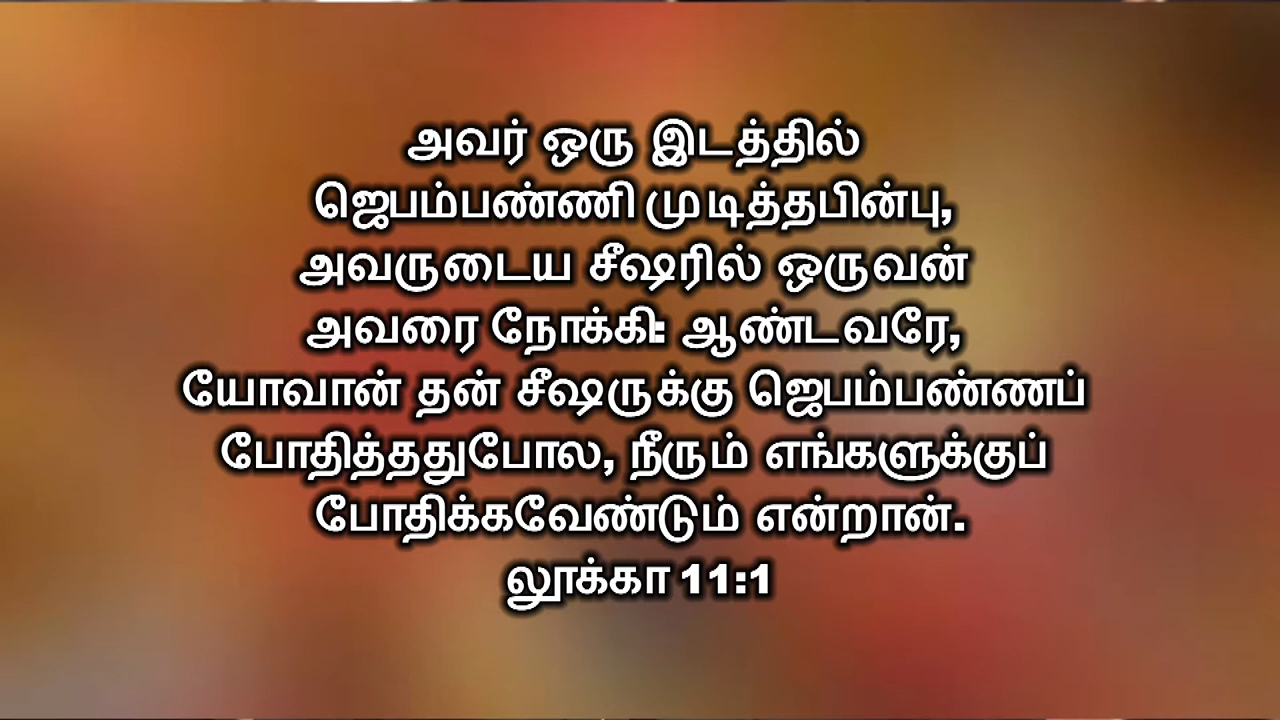 அவர் ஒரு இடத்தில்
ஜெபம்பண்ணி முடித்தபின்பு,
அவருடைய சீஷரில் ஒருவன்
அவரை நோக்கி: ஆண்டவரே,
யோவான் தன் சீஷருக்கு ஜெபம்பண்ணப்
போதித்ததுபோல, நீரும் எங்களுக்குப்
போதிக்கவேண்டும் என்றான்.
லூக்கா 11:1